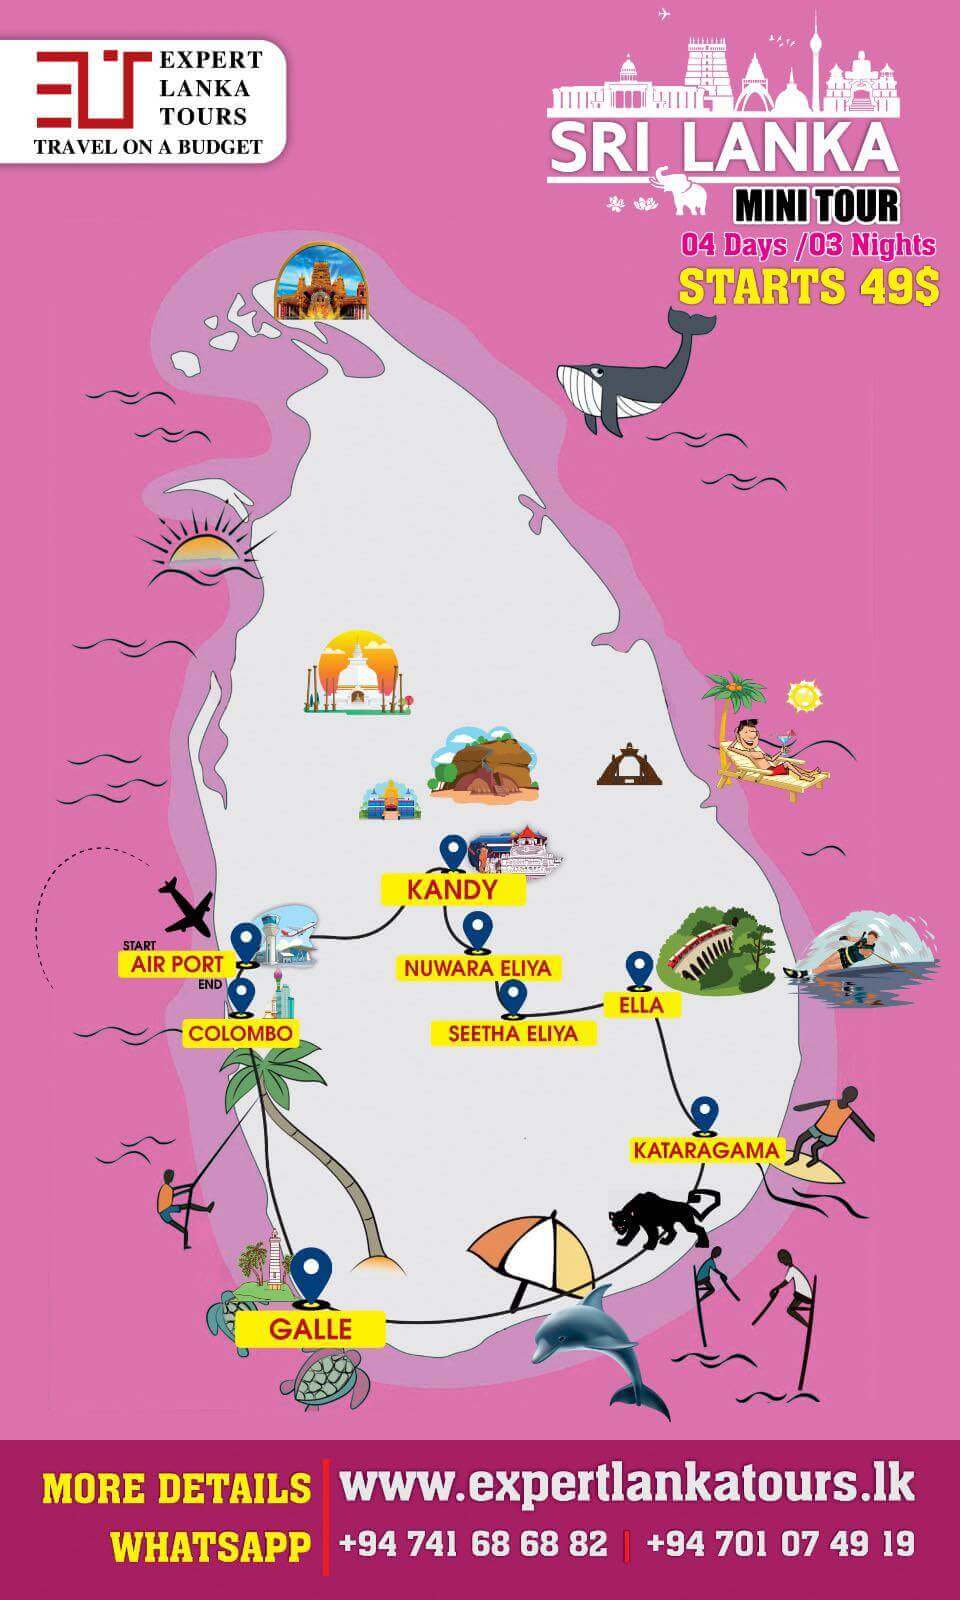 EXPERT
LANKA
TOURS
TRAVEL ON A BUDGET
SRI LANKA
MINI TOUR
04 Days /03 Nights
STARTS 49$
KANDY
START
AIR PORT
END
NUWARA ELIYA
ELLA
COLOMBO
SEETHA ELIYA
KATARAGAMA
GALLE
MORE DETAILS
WHATSAPP
www.expertlankatours.lk
+94 741 68 68 82 | +94 701 07 49 19